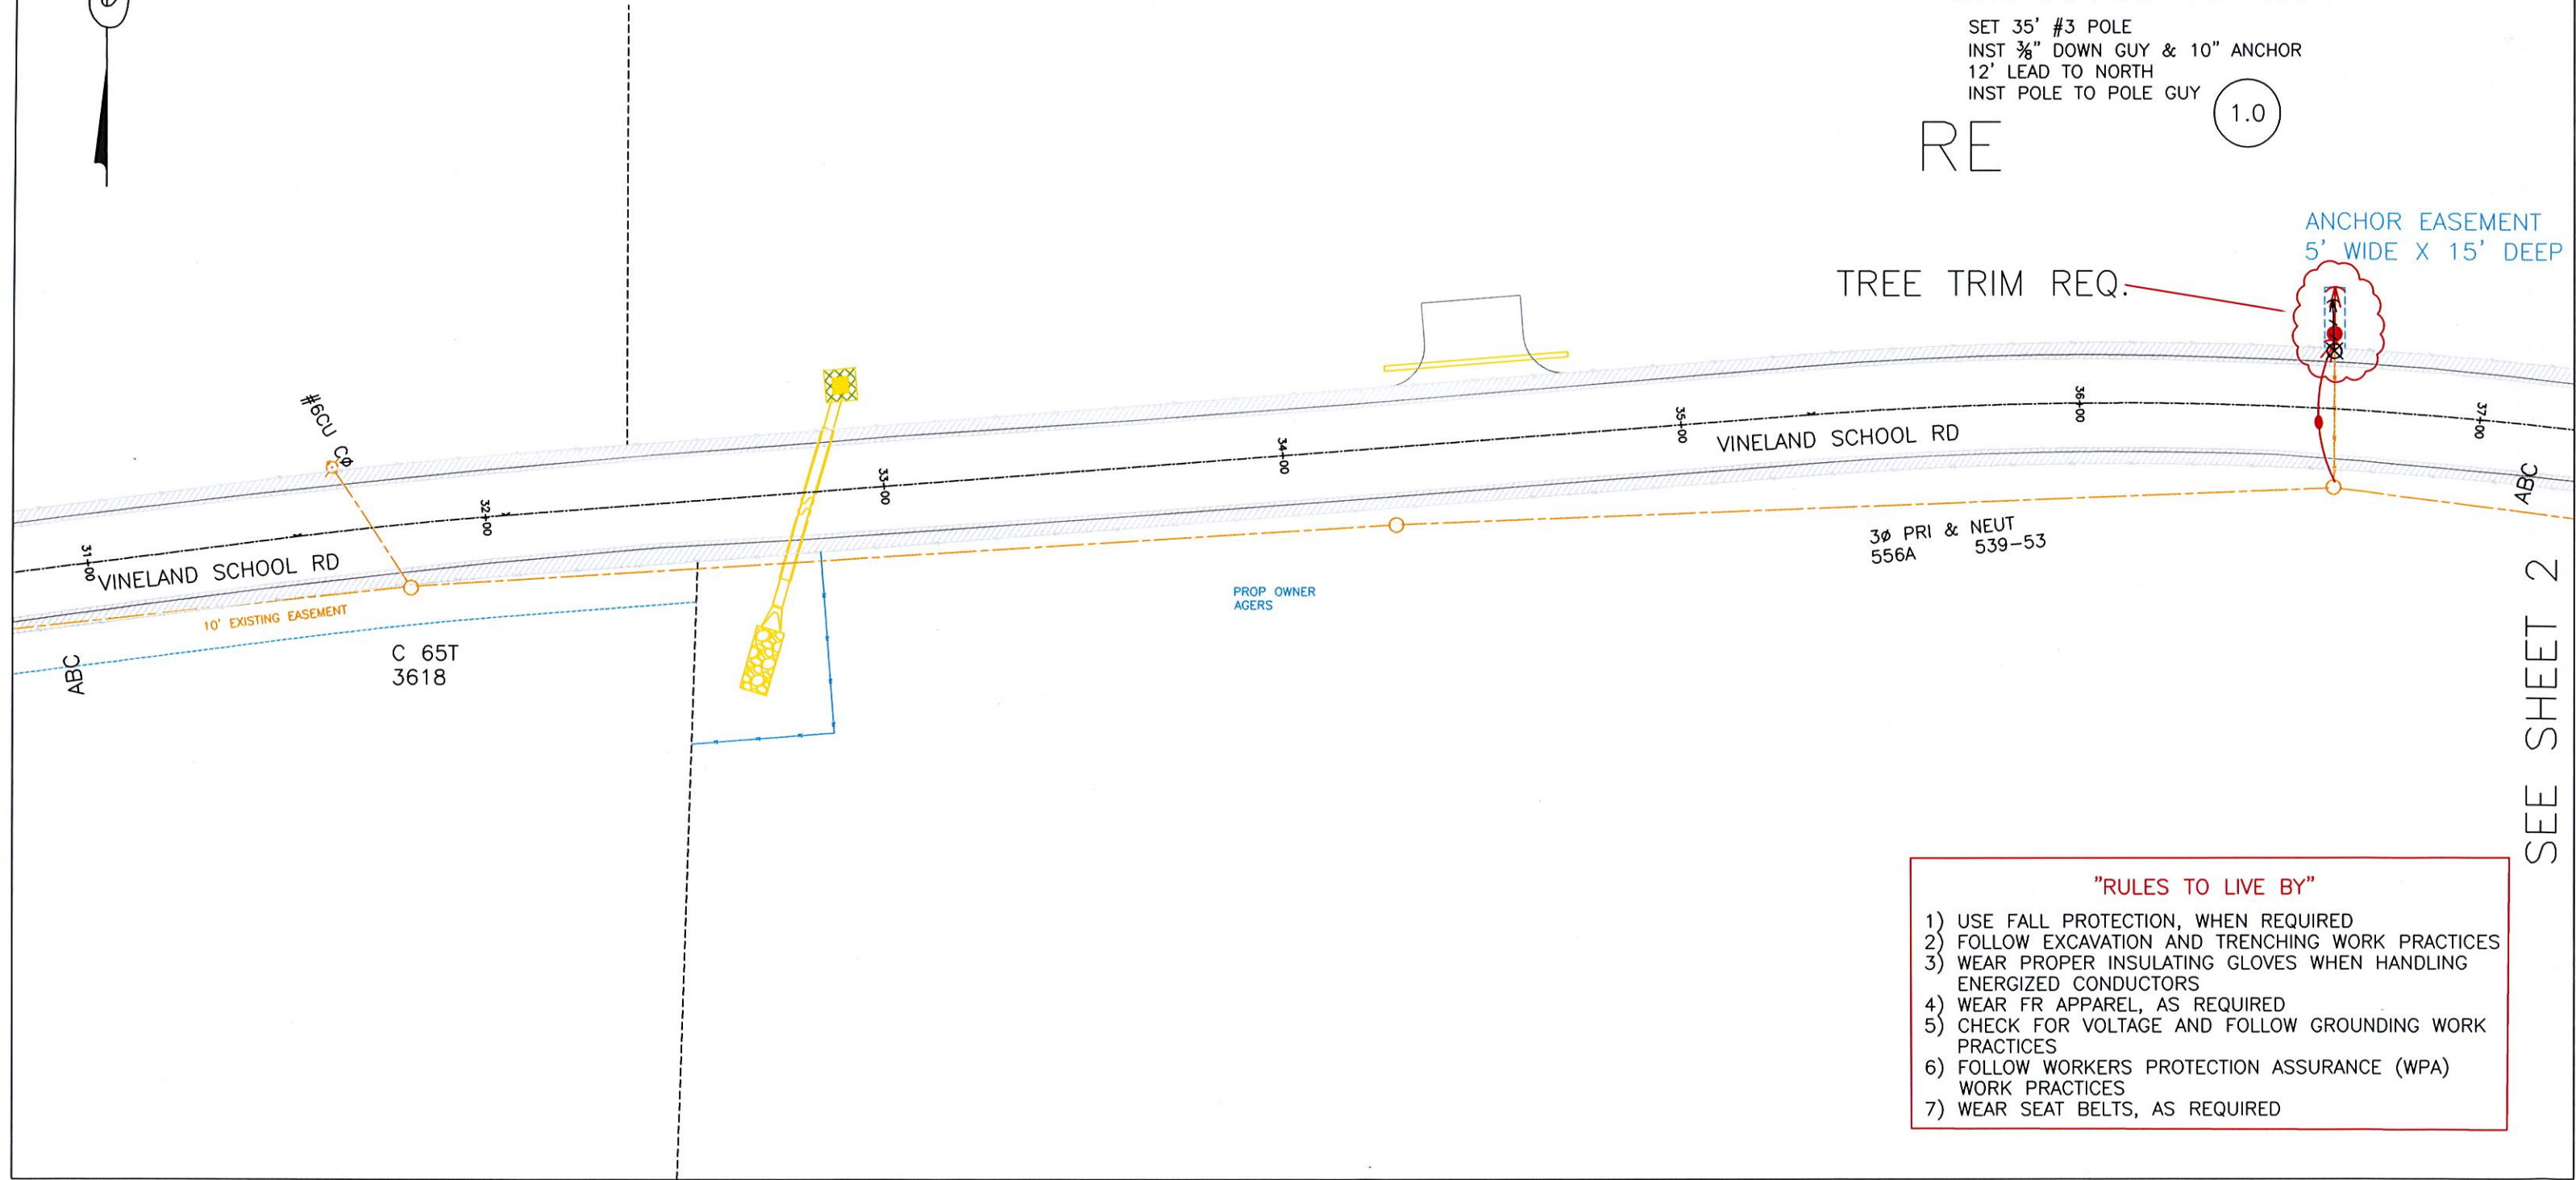 SET 35' #3 POLE
INST ⅜" DOWN GUY & 10" ANCHOR
12' LEAD TO NORTH
INST POLE TO POLE GUY
1.0
RE
ANCHOR EASEMENT
5' WIDE X 15' DEEP
TREE TRIM REQ.
#6CU CØ
31+00
32+00
33+00
34+00
35+00
36+00
37+00
VINELAND SCHOOL RD
VINELAND SCHOOL RD
10' EXISTING EASEMENT
ABC
ABC
C 65T
3618
PROP OWNER
AGERS
3ø PRI & NEUT
556A 539-53
SEE SHEET 2
"RULES TO LIVE BY"
1) USE FALL PROTECTION, WHEN REQUIRED
2) FOLLOW EXCAVATION AND TRENCHING WORK PRACTICES
3) WEAR PROPER INSULATING GLOVES WHEN HANDLING
ENERGIZED CONDUCTORS
4) WEAR FR APPAREL, AS REQUIRED
5) CHECK FOR VOLTAGE AND FOLLOW GROUNDING WORK
PRACTICES
6) FOLLOW WORKERS PROTECTION ASSURANCE (WPA)
WORK PRACTICES
7) WEAR SEAT BELTS, AS REQUIRED